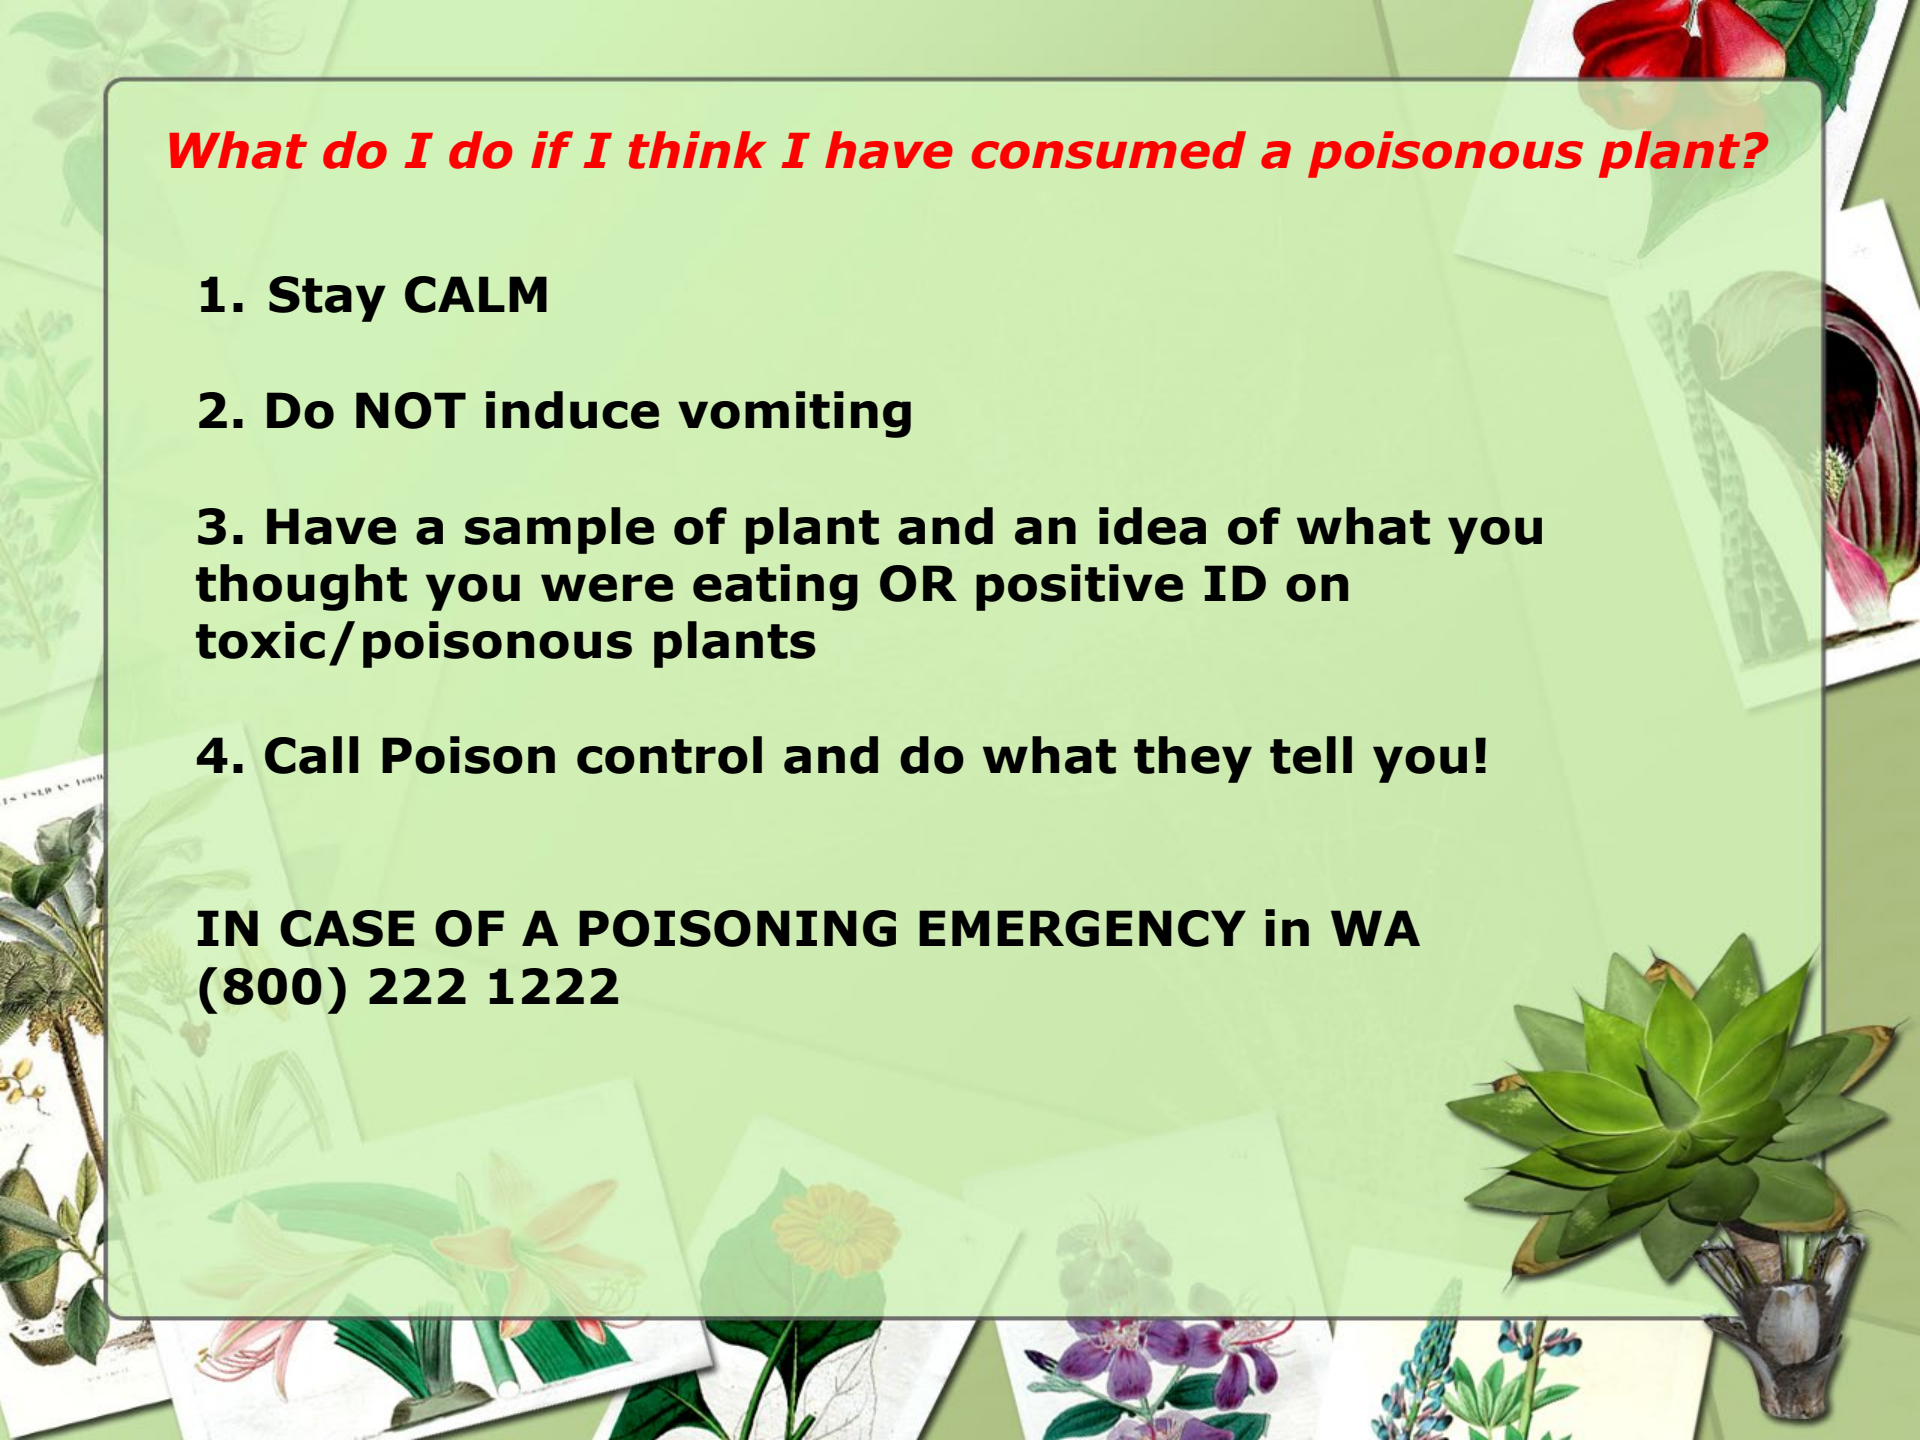 What do I do if I think I have consumed a poisonous plant?
1. Stay CALM
2. Do NOT induce vomiting
3. Have a sample of plant and an idea of what you
thought you were eating OR positive ID on
toxic/poisonous plants
4. Call Poison control and do what they tell you!
IN CASE OF A POISONING EMERGENCY in WA
(800) 222 1222